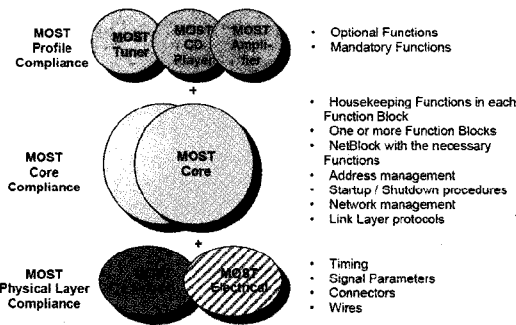 MOST
Profile
Compliance
MOST
Tuner
MOST
CD
Player
MOST
Ampli-
fier
• Optional Functions
• Mandatory Functions
+
MOST
Core
Compliance
MOST
Core
• Housekeeping Functions in each
Function Block
• One or more Function Blocks
• NetBlock with the necessary
Functions
• Address management
• Startup / Shutdown procedures
• Network management
• Link Layer protocols
+
MOST
Physical Layer
Compliance
MOST
Electrical
• Timing
• Signal Parameters
• Connectors
• Wires